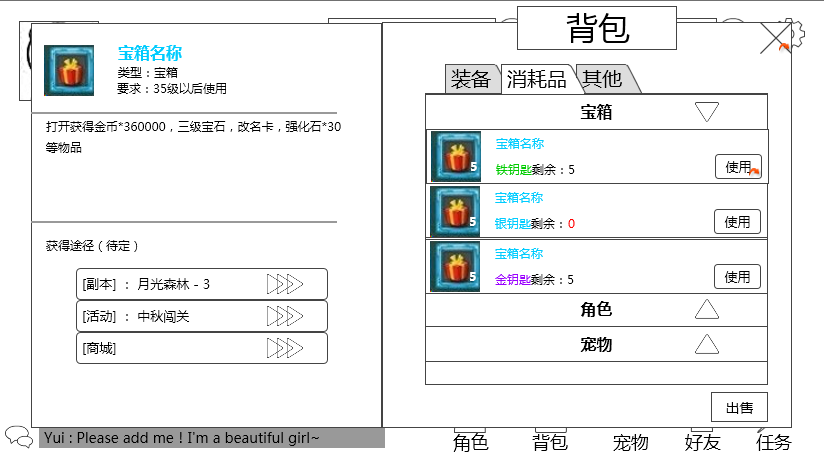 背包
宝箱名称
类型：宝箱
要求：35级以后使用
打开获得金币*360000，三级宝石，改名卡，强化石*30
等物品
获得途径（待定）
[副本] ： 月光森林 - 3
[活动] ： 中秋闯关
[商城]
装备 消耗品 其他
宝箱
宝箱名称
5
铁钥匙剩余：5
使用
宝箱名称
5
银钥匙剩余：0
使用
宝箱名称
5
金钥匙剩余：5
使用
角色
宠物
出售
Yui : Please add me ! I'm a beautiful girl~
角色 背包 宠物 好友 任务